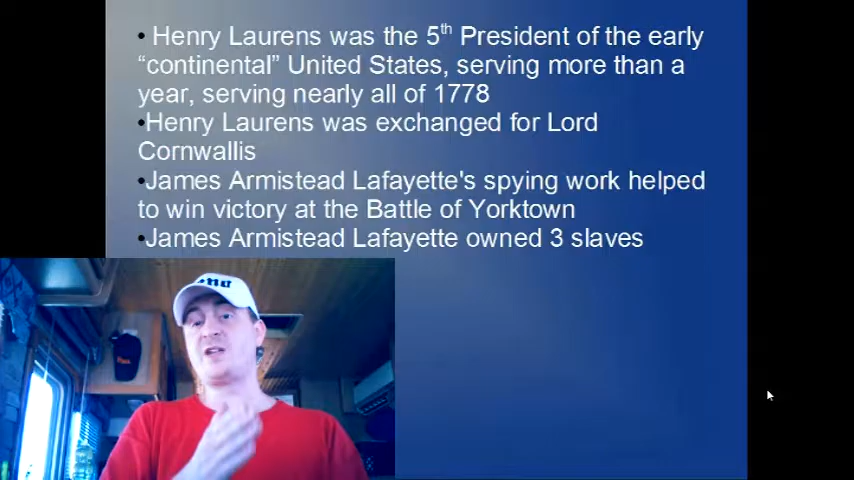 • Henry Laurens was the 5th President of the early
“continental” United States, serving more than a
year, serving nearly all of 1778
•Henry Laurens was exchanged for Lord
Cornwallis
•James Armistead Lafayette's spying work helped
to win victory at the Battle of Yorktown
•James Armistead Lafayette owned 3 slaves